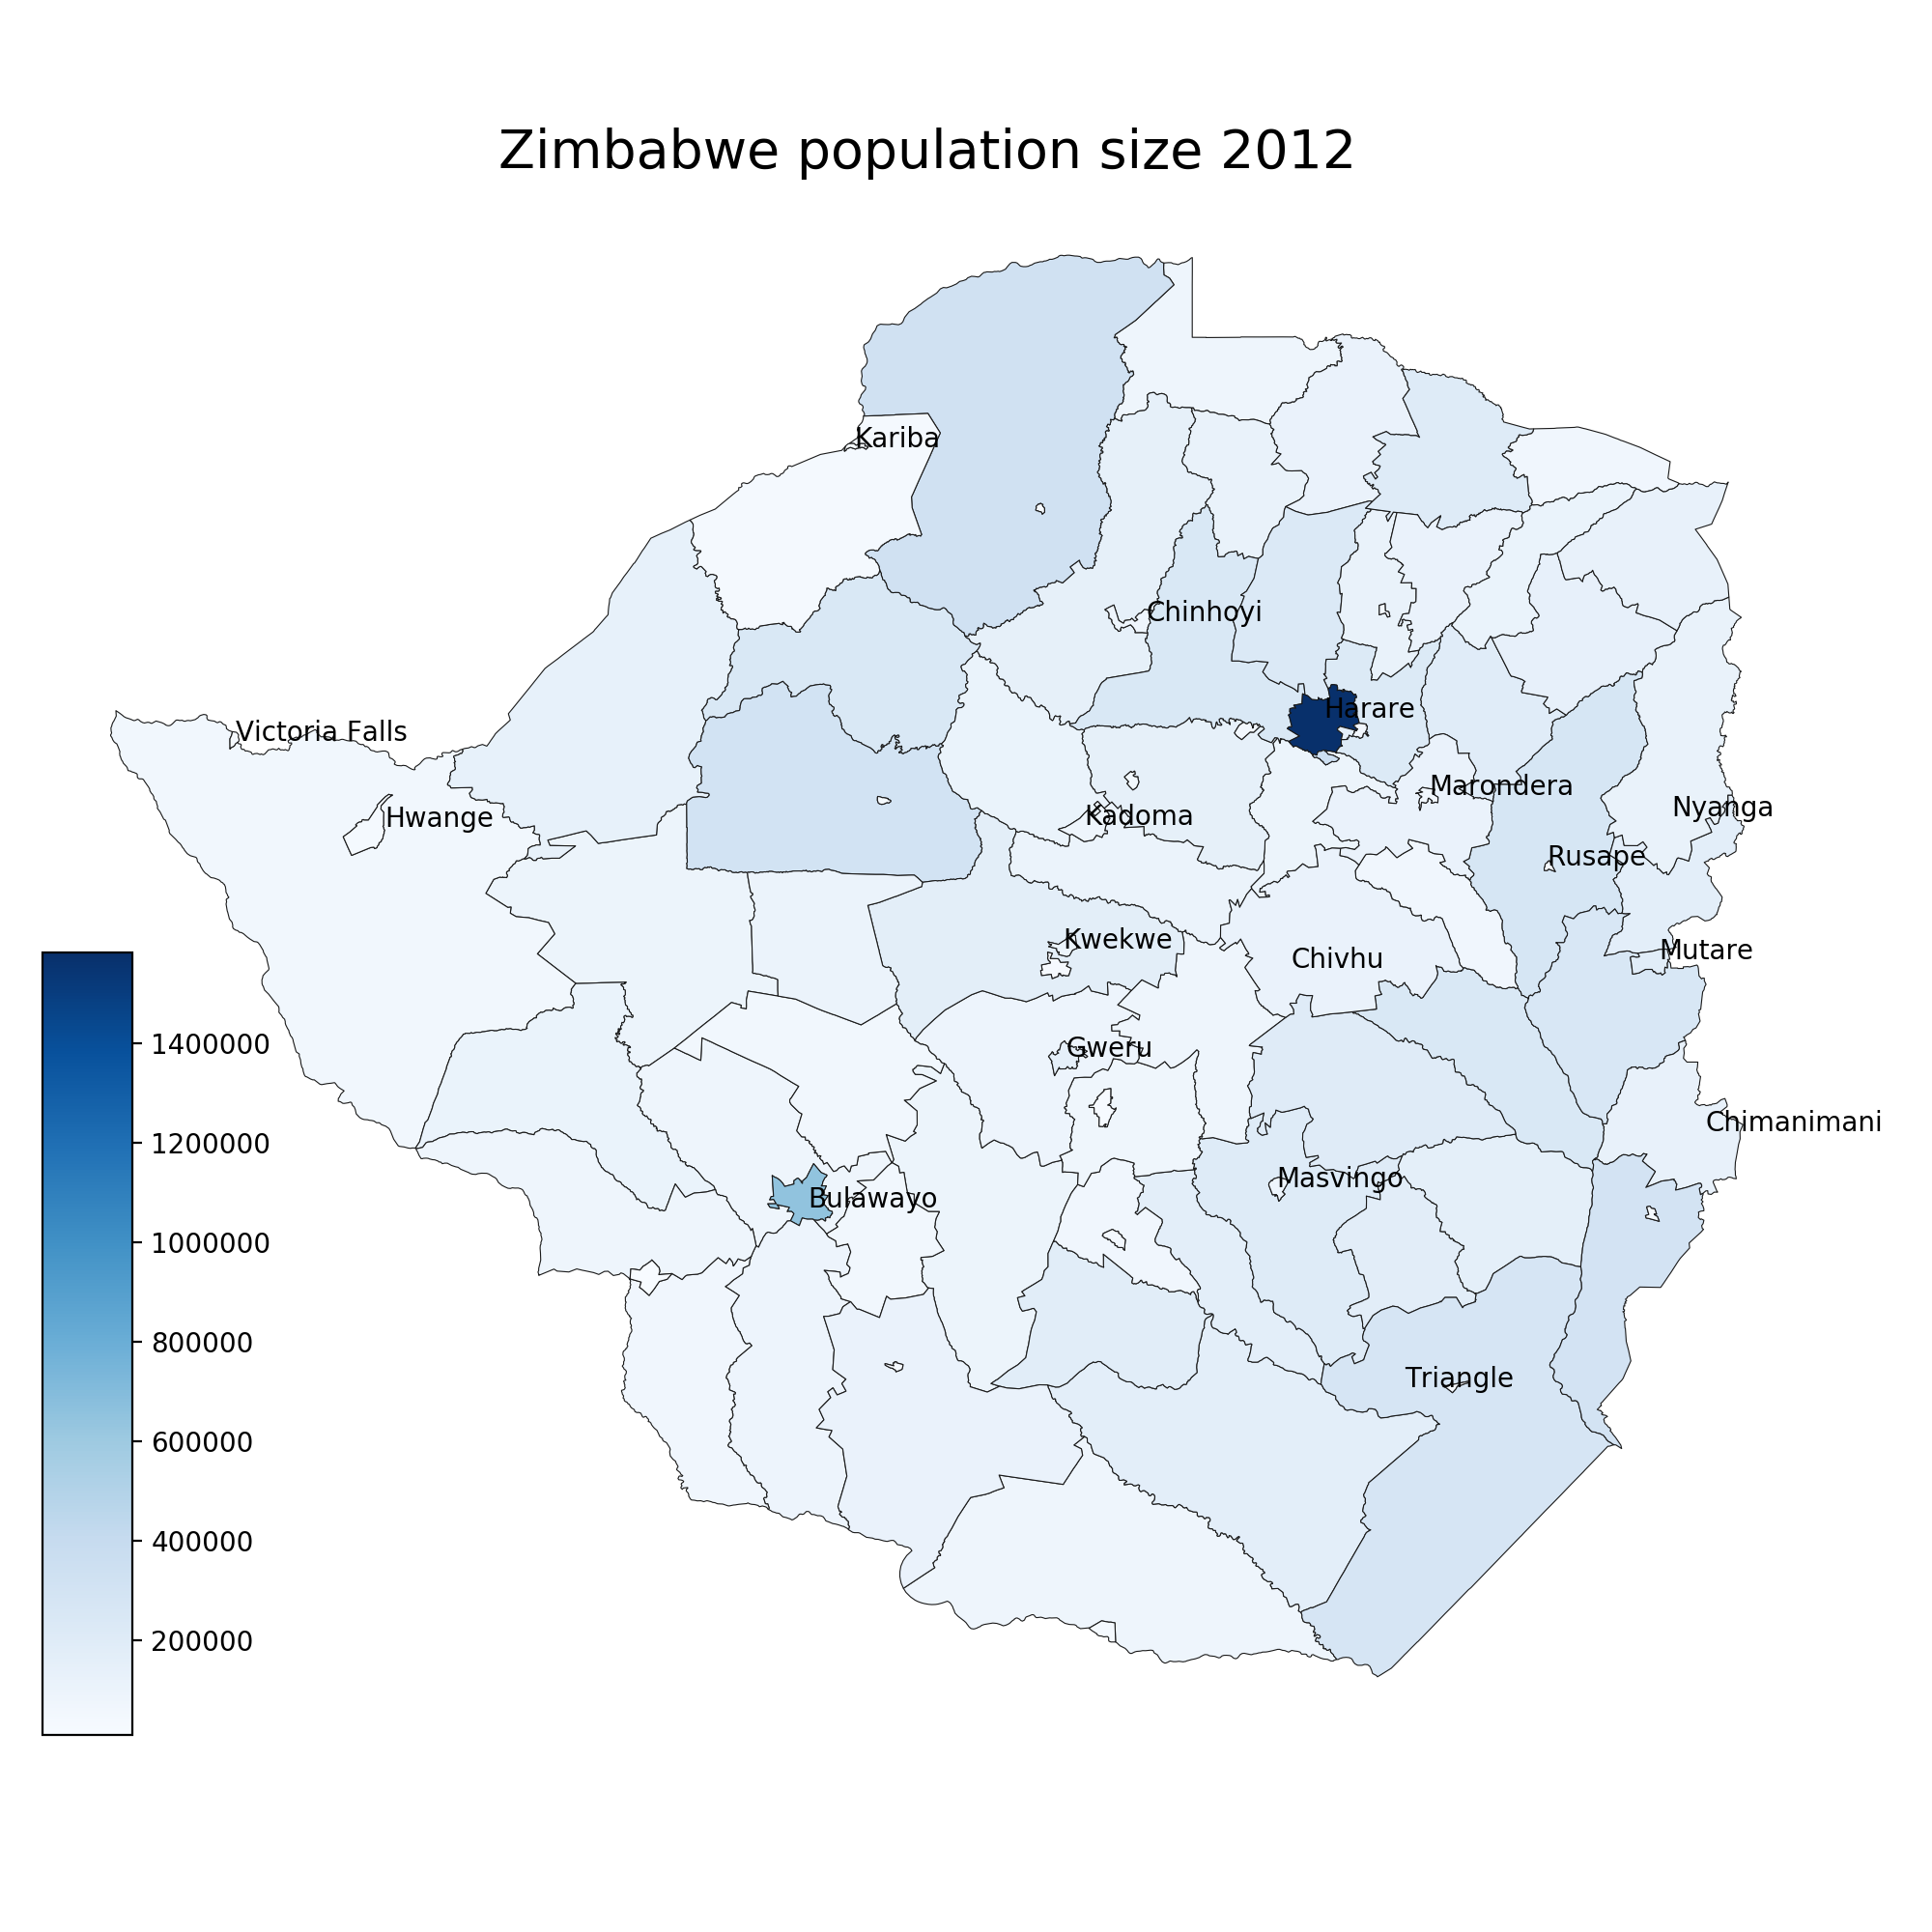 Zimbabwe population size 2012
Kariba
Chinhoyi
Harare
Victoria Falls
Marondera
Nyanga
Hwange
Kadoma
Rusape
Kwekwe
Mutare
Chivhu
Gweru
Chimanimani
Masvingo
Bulawayo
Triangle
1400000
1200000
1000000
800000
600000
400000
200000